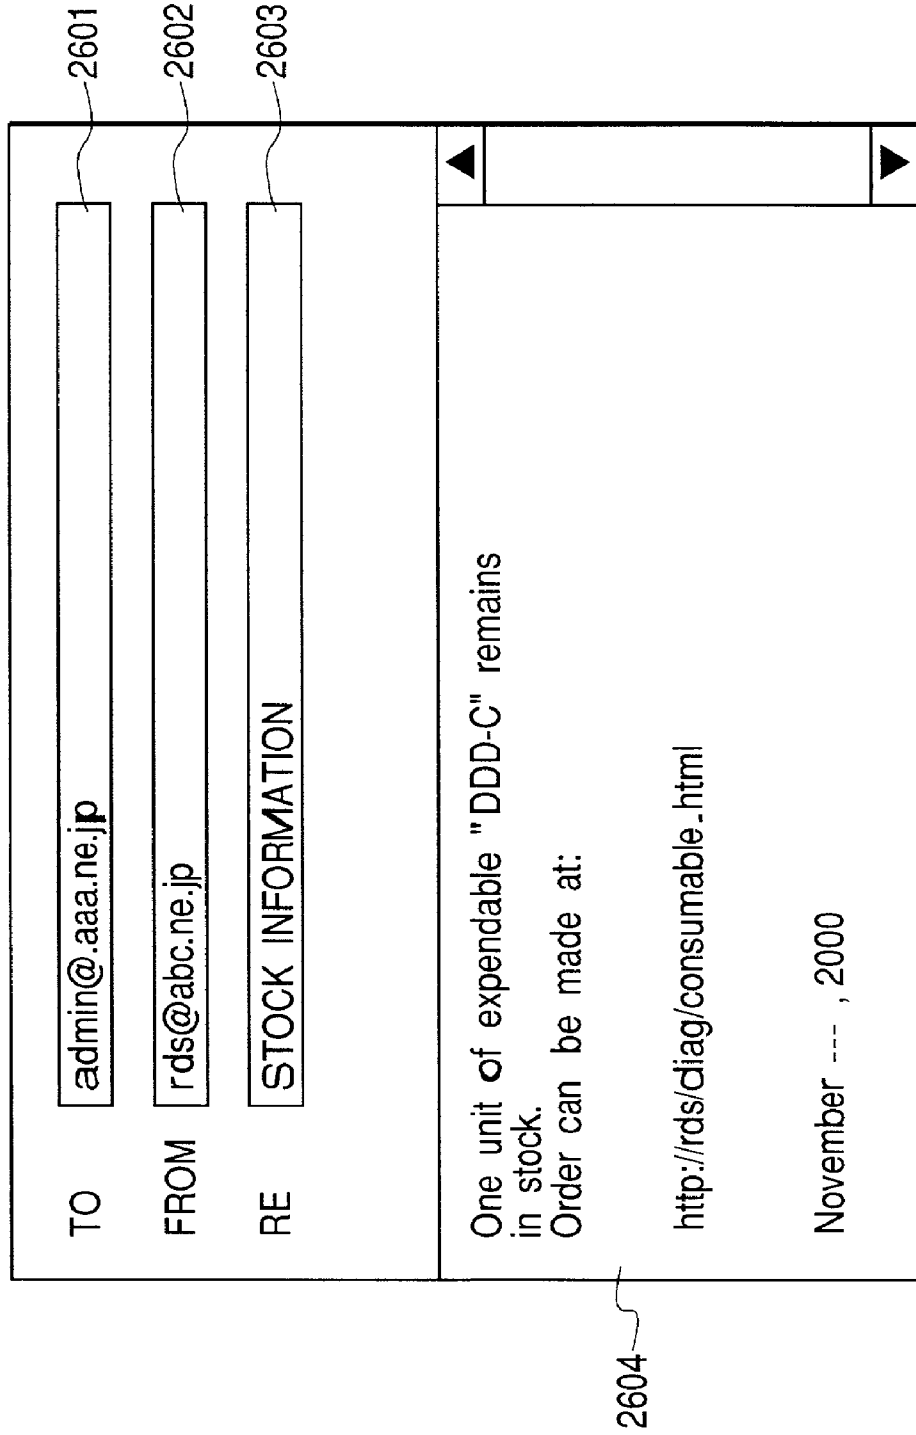 TO admin@.aaa.ne.jp 2601
FROM rds@abc.ne.jp 2602
RE STOCK INFORMATION 2603
One unit of expendable "DDD-C" remains
in stock.
Order can be made at:
2604
http://rds/diag/consumable.html
November --- , 2000